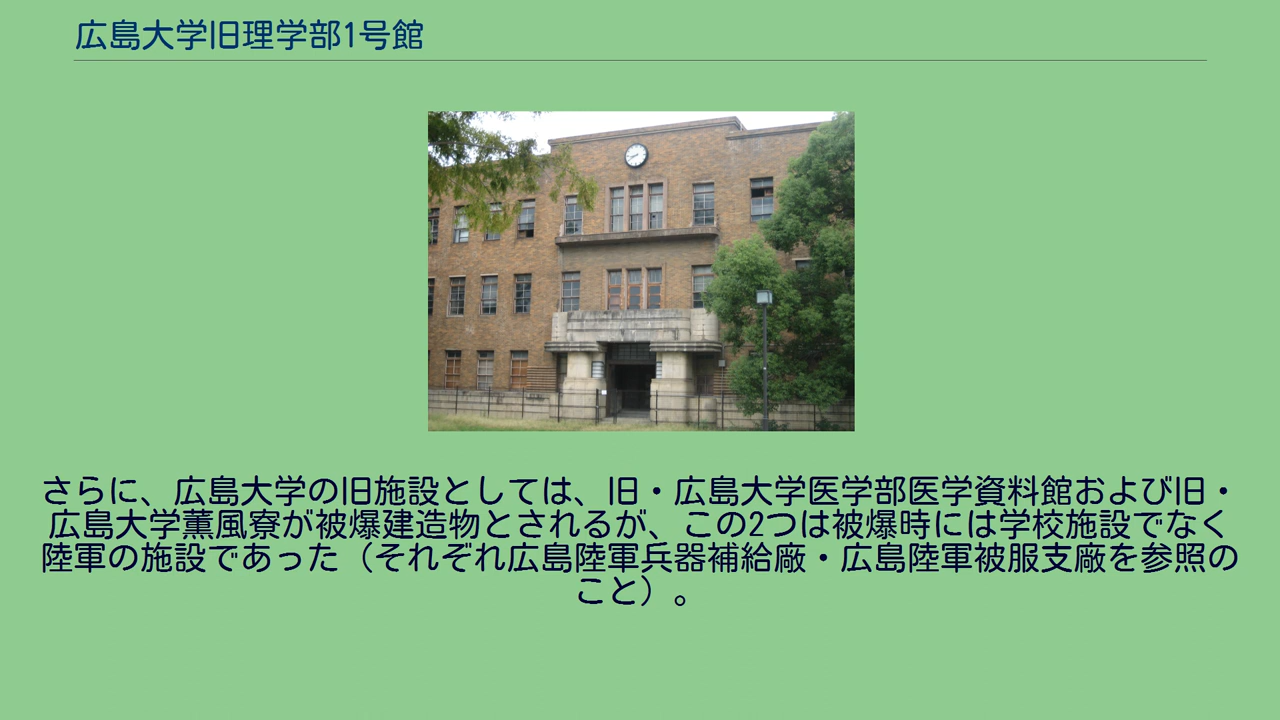 広島大学旧理学部1号館
さらに、広島大学の旧施設としては、旧・広島大学医学部医学資料館および旧・
広島大学薫風寮が被爆建造物とされるが、この2つは被爆時には学校施設でなく
陸軍の施設であった（それぞれ広島陸軍兵器補給廠・広島陸軍被服支廠を参照の
こと）。